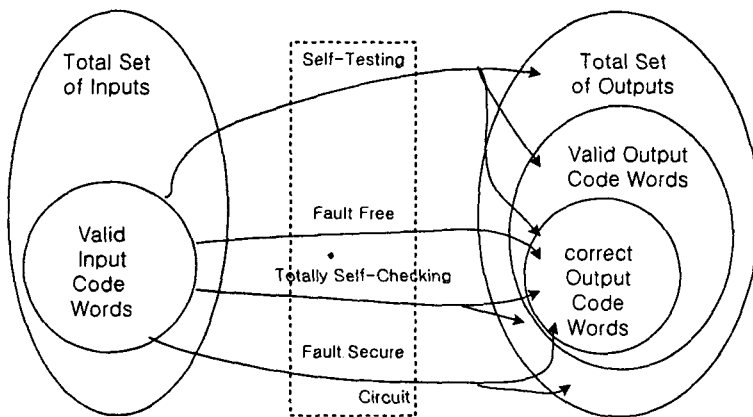 Total Set
of Inputs
Self-Testing
Total Set
of Outputs
Valid Output
Code Words
Valid
Input
Code
Words
Fault Free
Totally Self-Checking
correct
Output
Code
Words
Fault Secure
Circuit